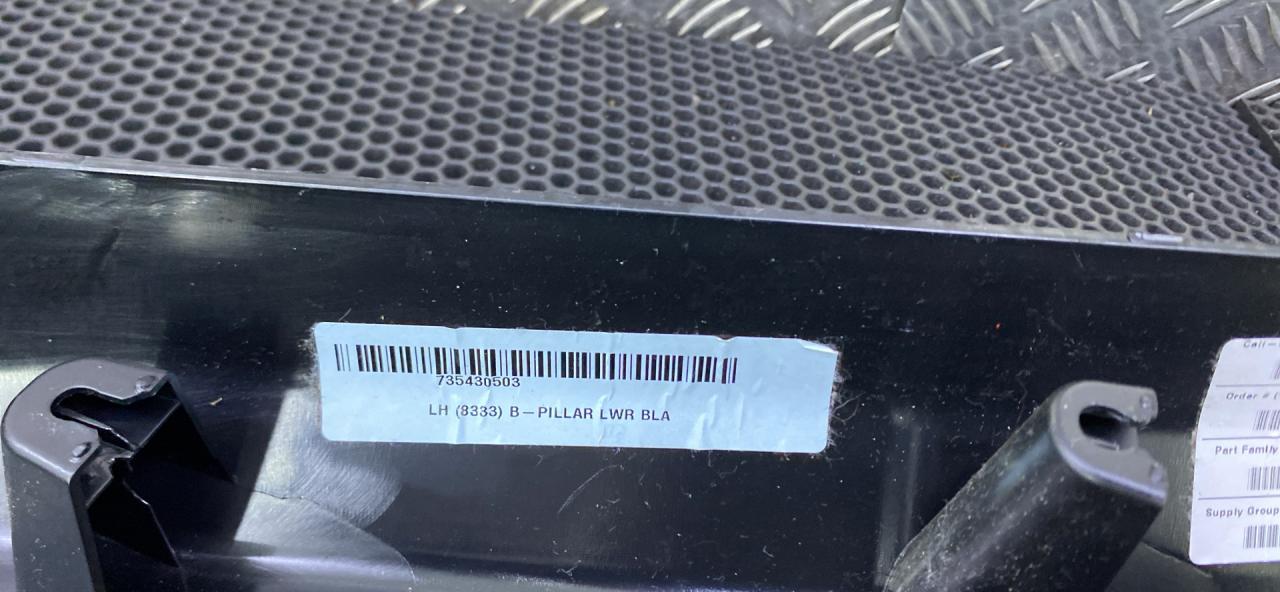 735430503
LH (8333) B-PILLAR LWR BLA
Order # (
Part Family
Supply Group